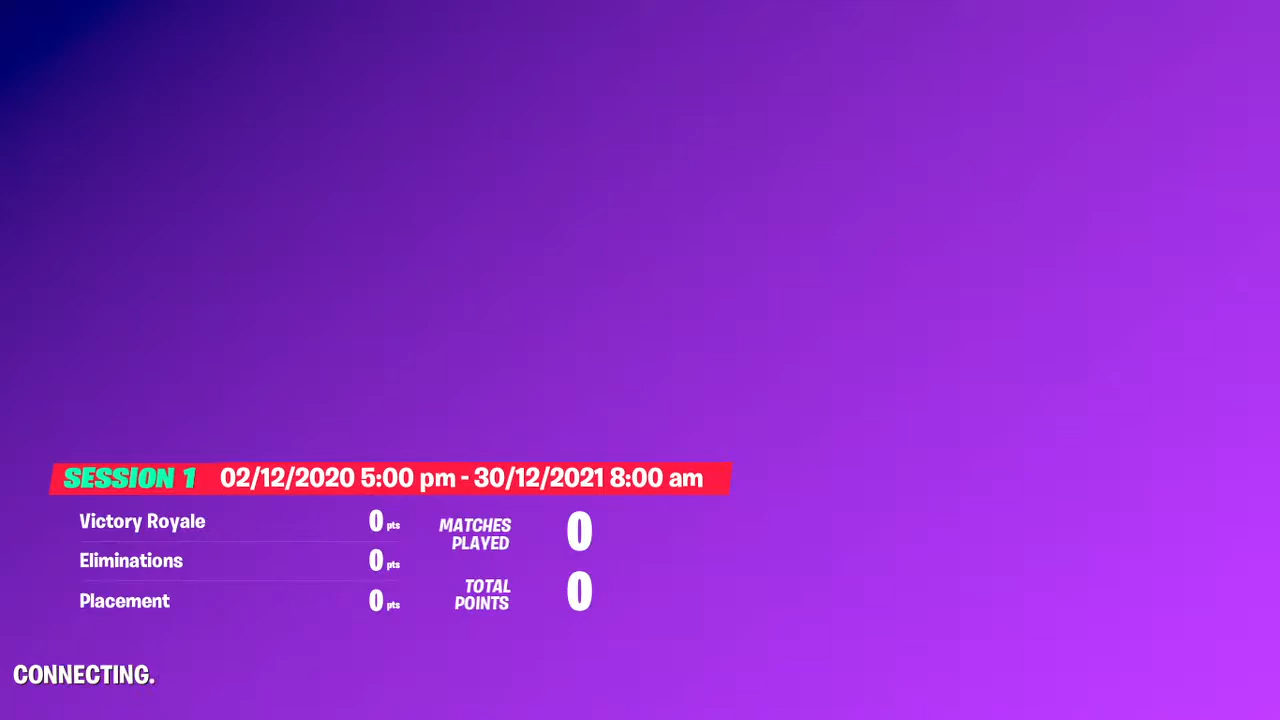 SESSION 1 02/12/2020 5:00 pm - 30/12/2021 8:00 am
Victory Royale 0 pts
Eliminations 0 pts
Placement 0 pts
MATCHES
PLAYED 0
TOTAL
POINTS 0
CONNECTING.